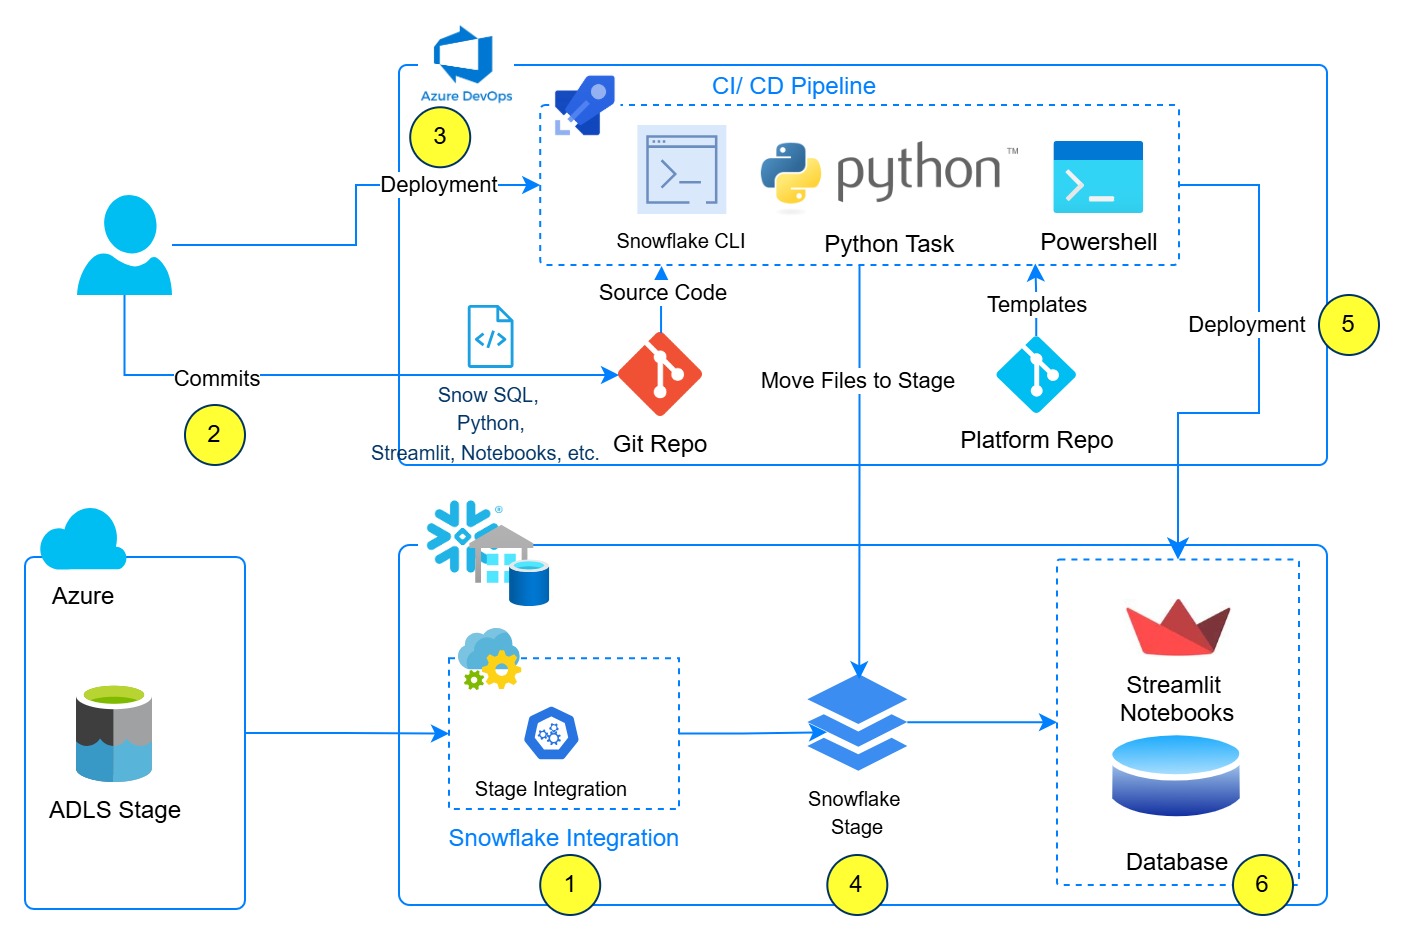 Azure DevOps
CI/ CD Pipeline
3
Deployment
python
TM
Snowflake CLI
Python Task
Powershell
Source Code
Templates
Deployment
5
Commits
2
</>
Snow SQL,
Python,
Streamlit, Notebooks, etc.
Git Repo
Move Files to Stage
Platform Repo
Azure
ADLS Stage
®
Stage Integration
Snowflake Integration
1
Snowflake
Stage
4
Streamlit
Notebooks
Database
6